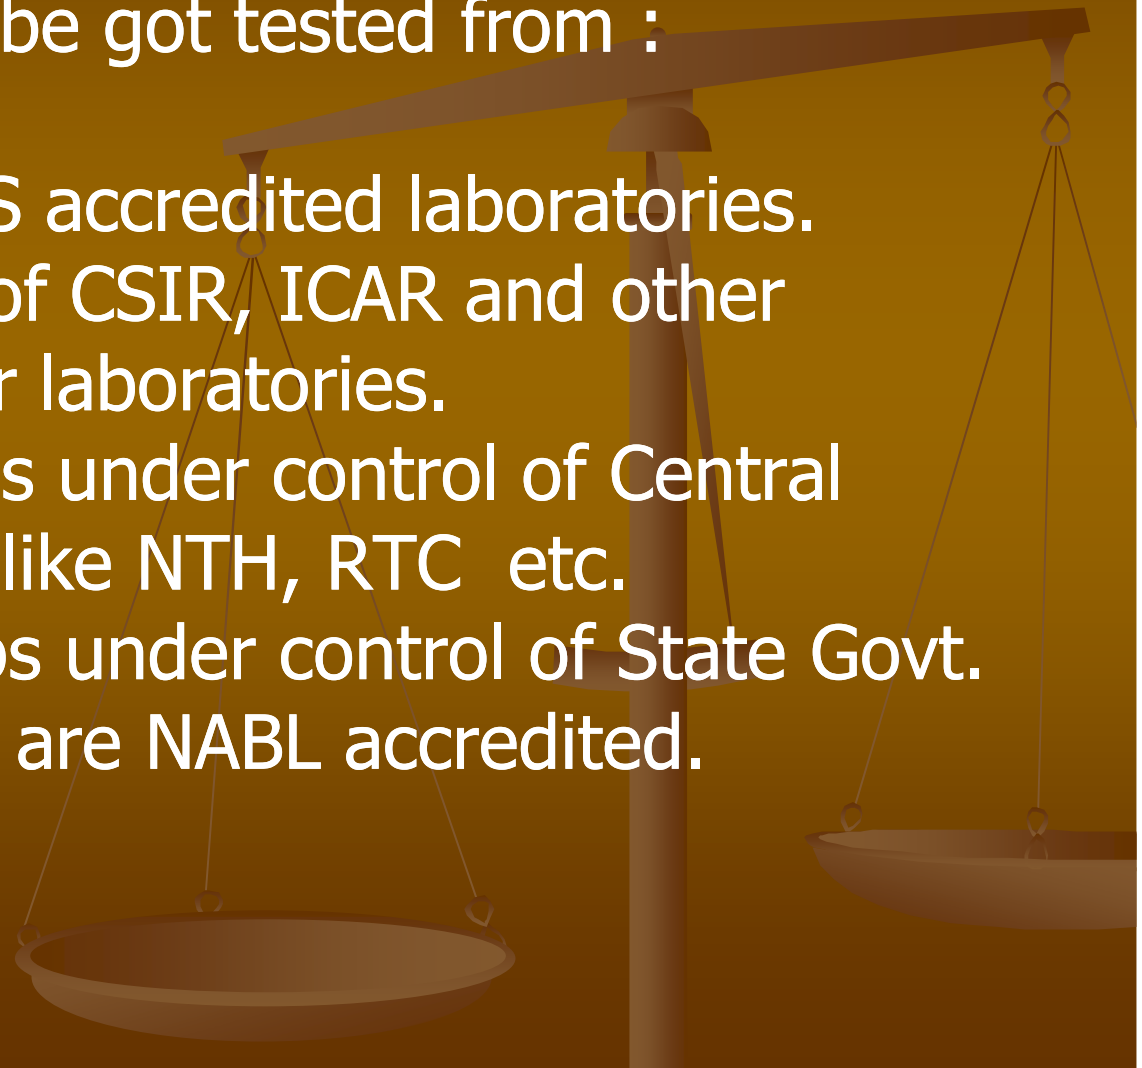 be got tested from :
S accredited laboratories.
of CSIR, ICAR and other
r laboratories.
s under control of Central
like NTH, RTC  etc.
s under control of State Govt.
are NABL accredited.